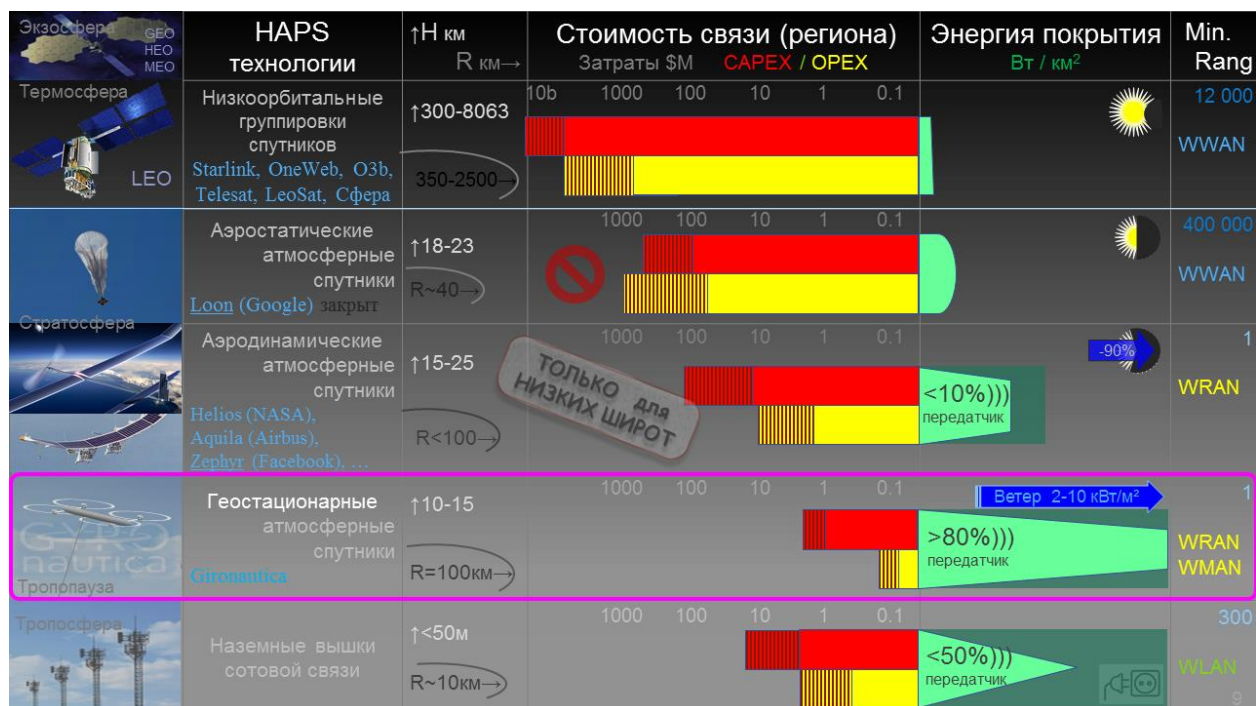 Экзосфера
GEO
HEO
MEO
HAPS
технологии
↑H км
R км→
Стоимость связи (региона)
Затраты $М CAPEX / OPEX
Энергия покрытия
Вт / км²
Min.
Rang
Термосфера
LEO
Низкоорбитальные
группировки
спутников
Starlink, OneWeb, O3b,
Telesat, LeoSat, Сфера
↑300-8063
350-2500→
10b 1000 100 10 1 0.1
12 000
WWAN
Аэростатические
атмосферные
спутники
Loon (Google) закрыт
↑18-23
R~40→
1000 100 10 1 0.1
400 000
WWAN
Стратосфера
Аэродинамические
атмосферные
спутники
Helios (NASA),
Aquila (Airbus),
Zephyr (Facebook), …
↑15-25
R<100→
1000 100 10 1 0.1
ТОЛЬКО для
НИЗКИХ ШИРОТ
<10%)))
передатчик
-90%
1
WRAN
GYRO
nautica
Тропопауза
Геостационарные
атмосферные
спутники
Gironautica
↑10-15
R=100км→
1000 100 10 1 0.1
Ветер 2-10 кВт/м²
>80%)))
передатчик
1
WRAN
WMAN
Тропосфера
Наземные вышки
сотовой связи
↑<50м
R~10км→
1000 100 10 1 0.1
<50%)))
передатчик
300
WLAN
9